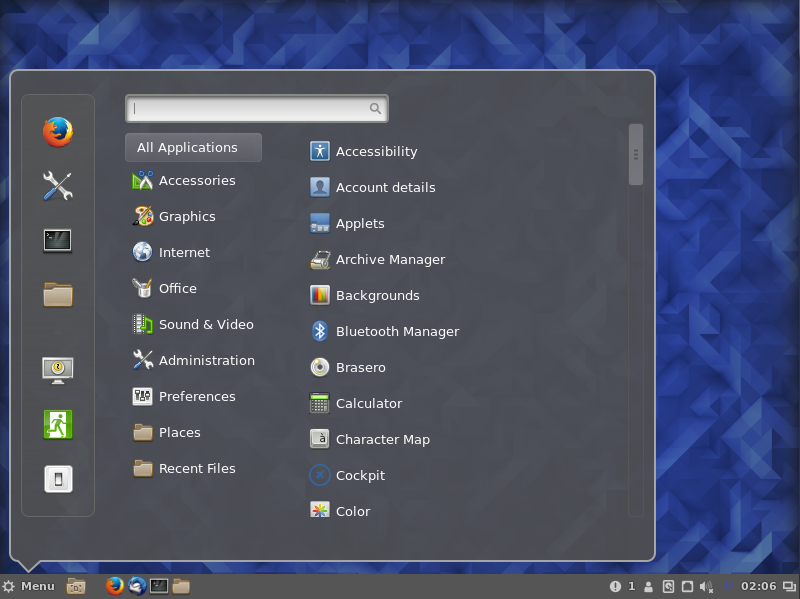 All Applications
Accessories
Graphics
Internet
Office
Sound & Video
Administration
Preferences
Places
Recent Files
Accessibility
Account details
Applets
Archive Manager
Backgrounds
Bluetooth Manager
Brasero
Calculator
Character Map
Cockpit
Color
Menu
1
02:06